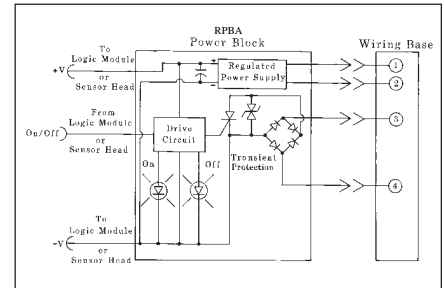 RPBA
Power Block
Wiring Base
To
Logic Module
+V
or
Sensor Head
Regulated
Power Supply
+
-
1
2
From
Logic Module
On/Off
or
Sensor Head
Drive
Circuit
3
On
Off
Transient
Protection
4
To
Logic Module
-V
or
Sensor Head